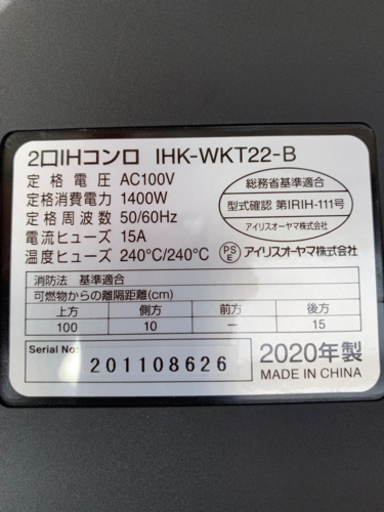 2口IHコンロ IHK-WKT22-B
定格電圧 AC100V
定格消費電力 1400W
定格周波数 50/60Hz
電流ヒューズ 15A
温度ヒューズ 240℃/240℃
総務省基準適合
型式確認 第IRIH-111号
アイリスオーヤマ株式会社
PS
E
アイリスオーヤマ株式会社
消防法 基準適合
可燃物からの離隔距離(cm)
上方 側方 前方 後方
100 10 — 15
Serial No:
201108626
2020年製
MADE IN CHINA